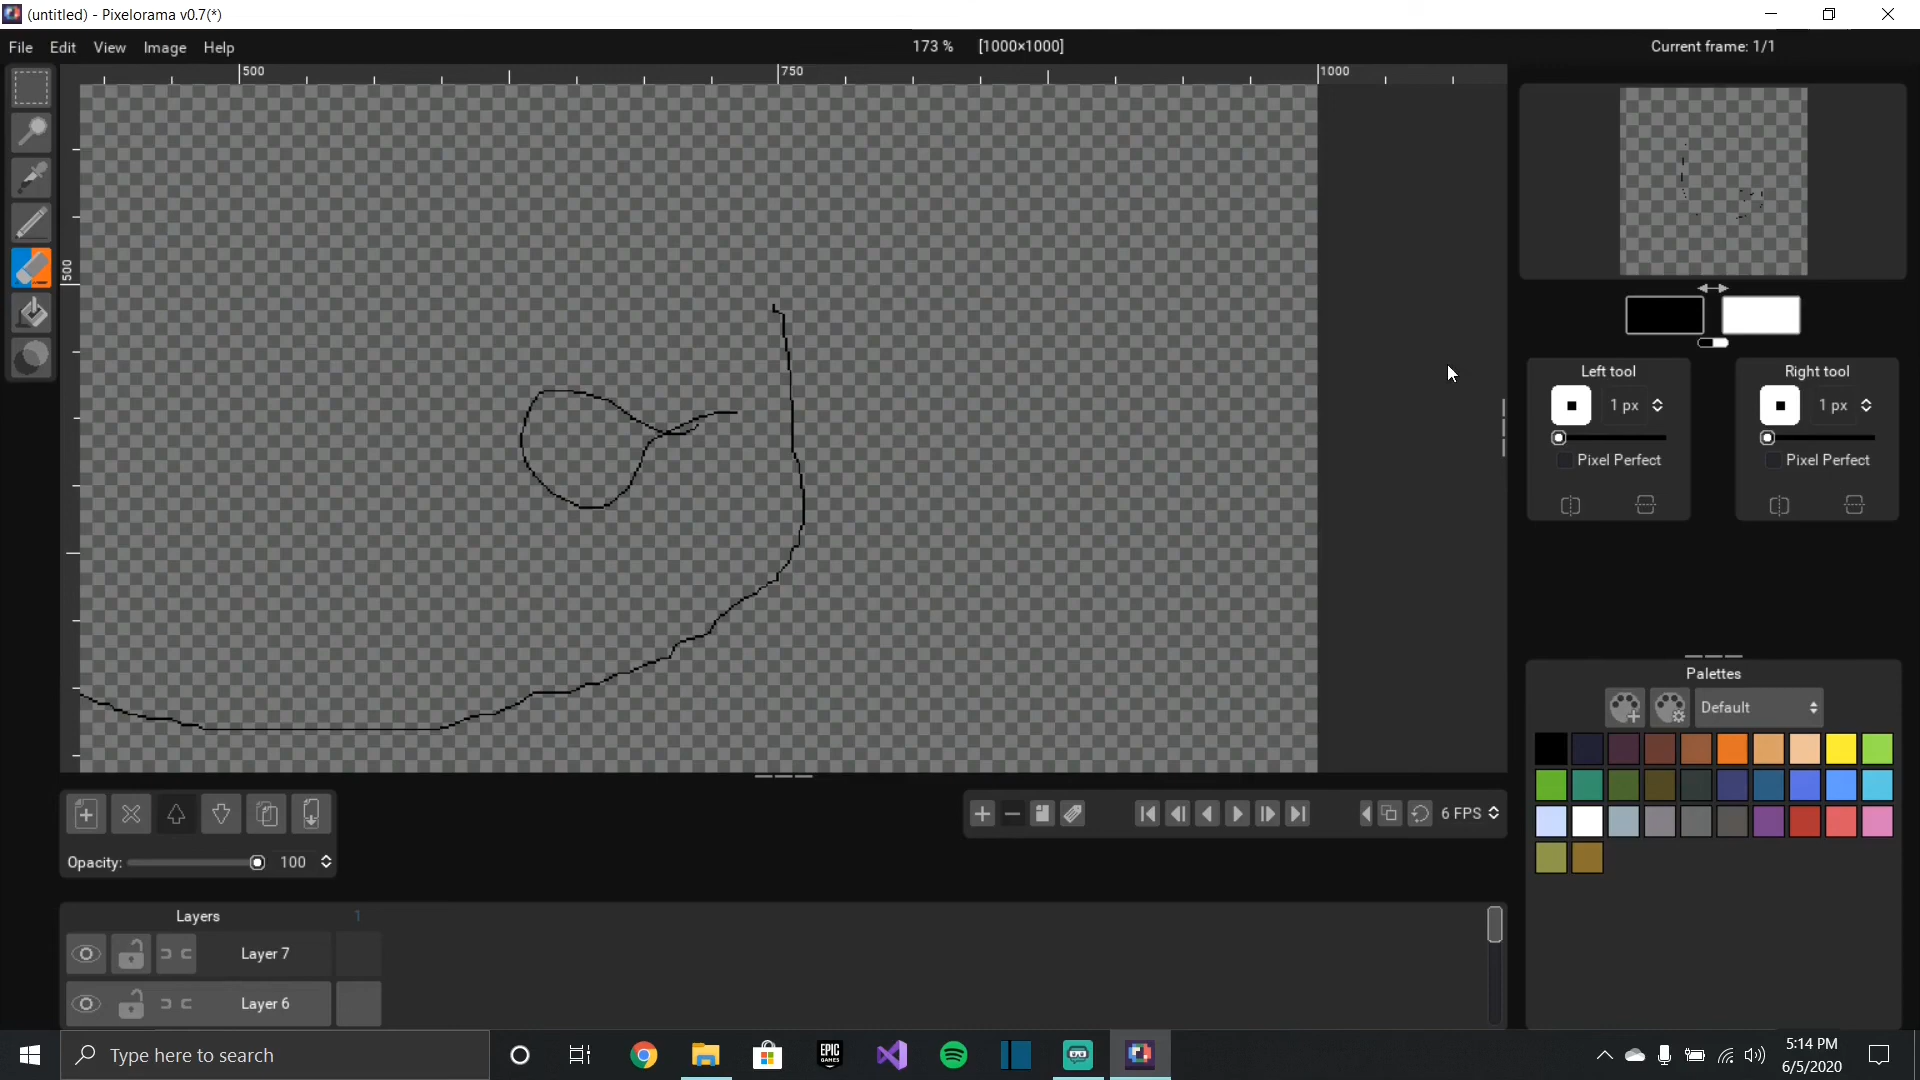 (untitled) - Pixelorama v0.7(*)
File Edit View Image Help
173 % [1000×1000]
Current frame: 1/1
500 750 1000
500
Left tool
Right tool
1 px
1 px
Pixel Perfect
Pixel Perfect
Palettes
Default
6 FPS
Opacity: 100
Layers 1
Layer 7
Layer 6
Type here to search
EPIC GAMES
5:14 PM
6/5/2020